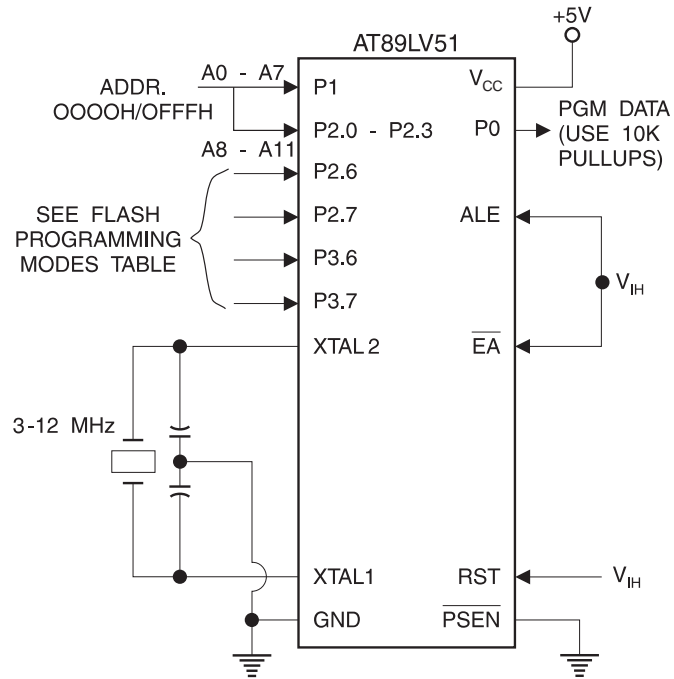 AT89LV51
+5V
ADDR.
OOOOH/OFFFH
A0 - A7
P1
VCC
P2.0 - P2.3
P0
PGM DATA
(USE 10K
PULLUPS)
A8 - A11
P2.6
SEE FLASH
PROGRAMMING
MODES TABLE
P2.7
ALE
P3.6
VIH
P3.7
XTAL 2
EA
3-12 MHz
XTAL1
RST
VIH
GND
PSEN